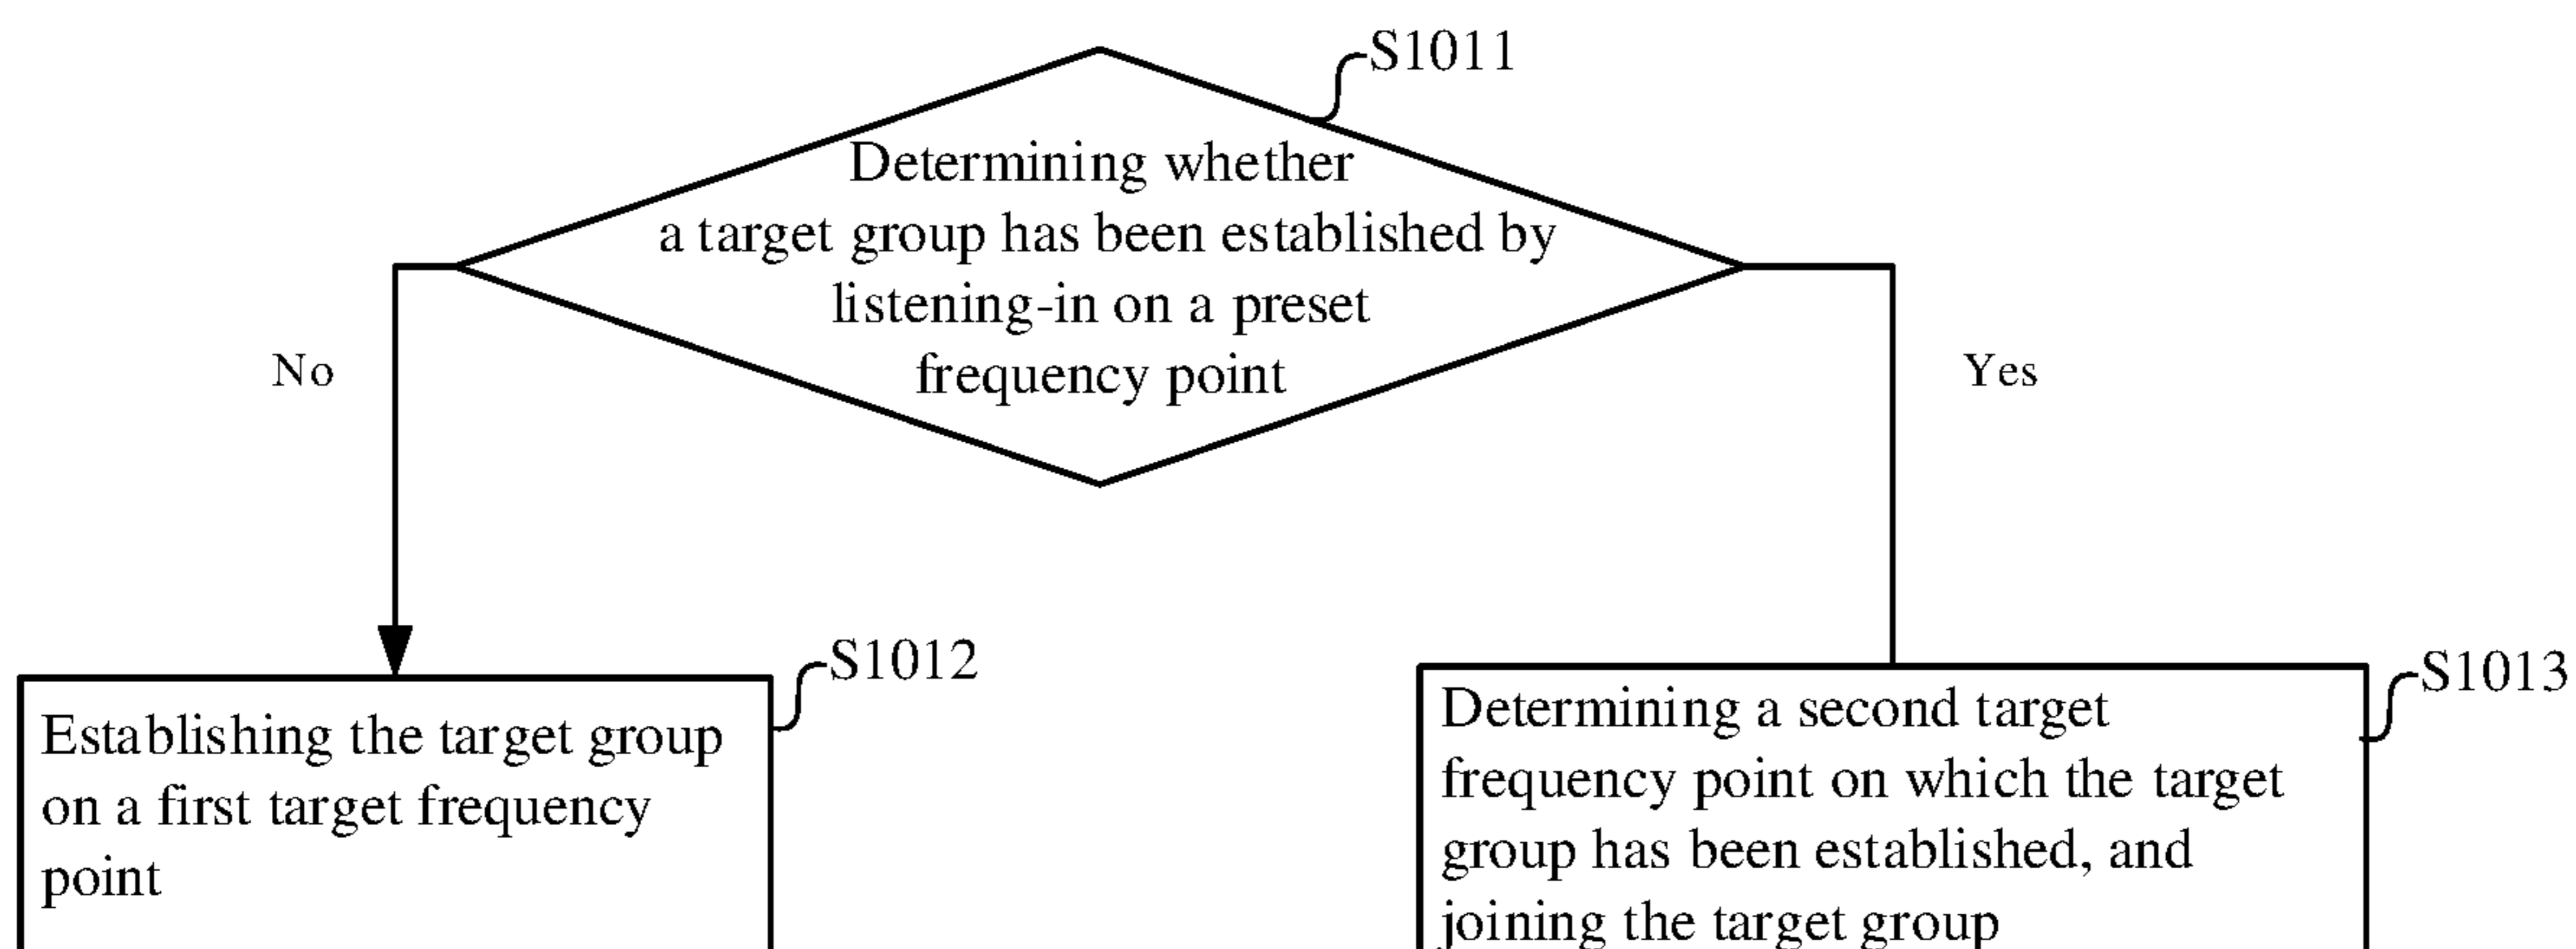 S1011
Determining whether
a target group has been established by
listening-in on a preset
frequency point
No
Yes
S1012
Establishing the target group
on a first target frequency
point
S1013
Determining a second target
frequency point on which the target
group has been established, and
joining the target group